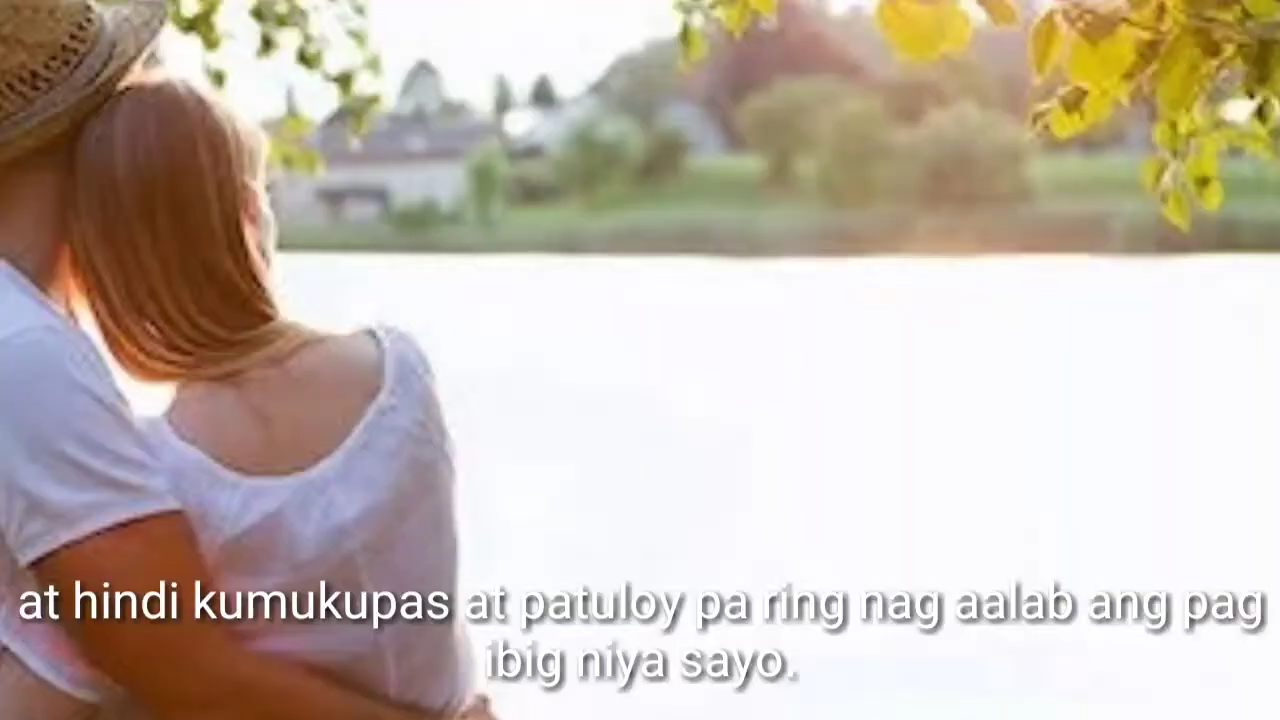 at hindi kumukupas at patuloy pa ring nag aalab ang pag
ibig niya sayo.